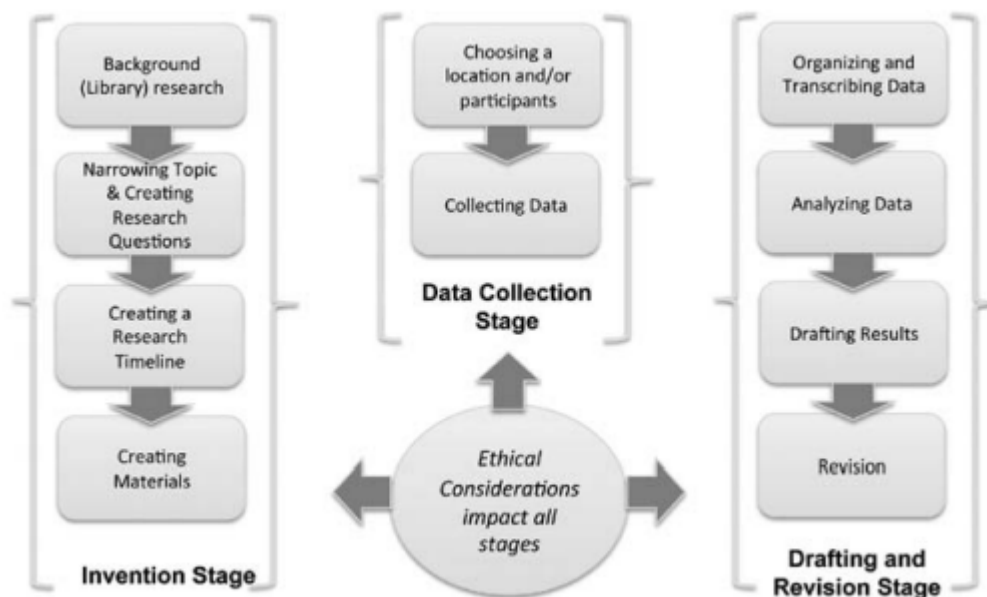 Background
(Library) research
Narrowing Topic
& Creating
Research
Questions
Creating a
Research
Timeline
Creating
Materials
Invention Stage
Choosing a
location and/or
participants
Collecting Data
Data Collection
Stage
Ethical
Considerations
impact all
stages
Organizing and
Transcribing Data
Analyzing Data
Drafting Results
Revision
Drafting and
Revision Stage